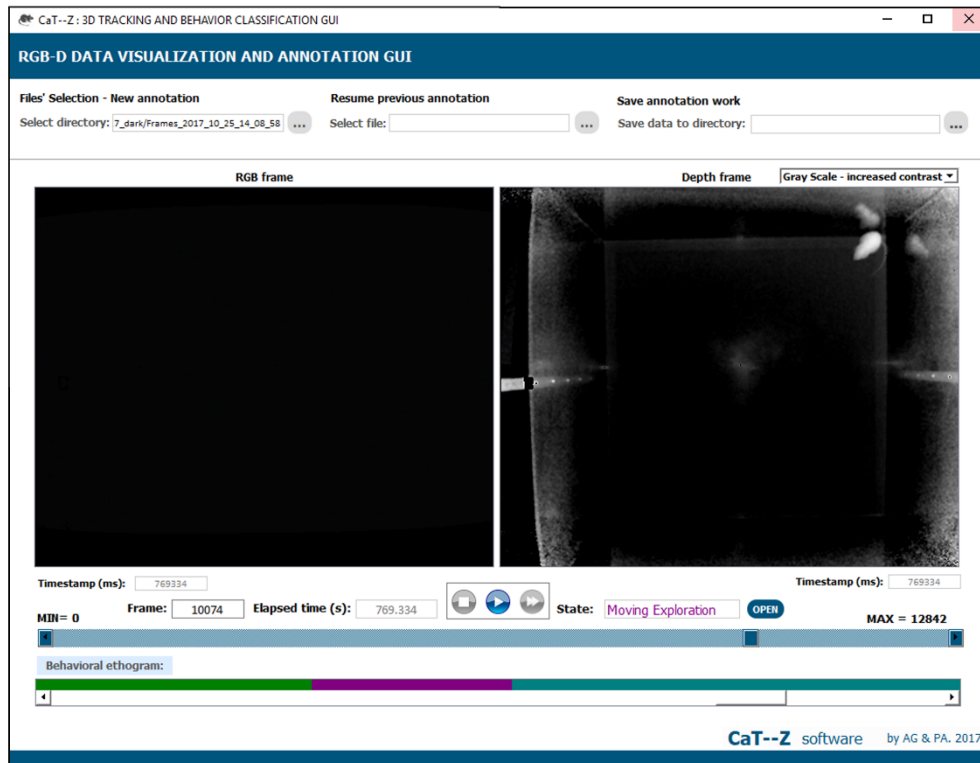 CaT--Z : 3D TRACKING AND BEHAVIOR CLASSIFICATION GUI
RGB-D DATA VISUALIZATION AND ANNOTATION GUI
Files' Selection - New annotation
Resume previous annotation
Save annotation work
Select directory: 7_dark/Frames_2017_10_25_14_08_58 ...
Select file: ...
Save data to directory: ...
RGB frame
Depth frame
Gray Scale - increased contrast
Timestamp (ms): 769334
Timestamp (ms): 769334
MIN= 0
Frame: 10074
Elapsed time (s): 769.334
State: Moving Exploration
OPEN
MAX = 12842
Behavioral ethogram:
CaT--Z software by AG & PA. 2017